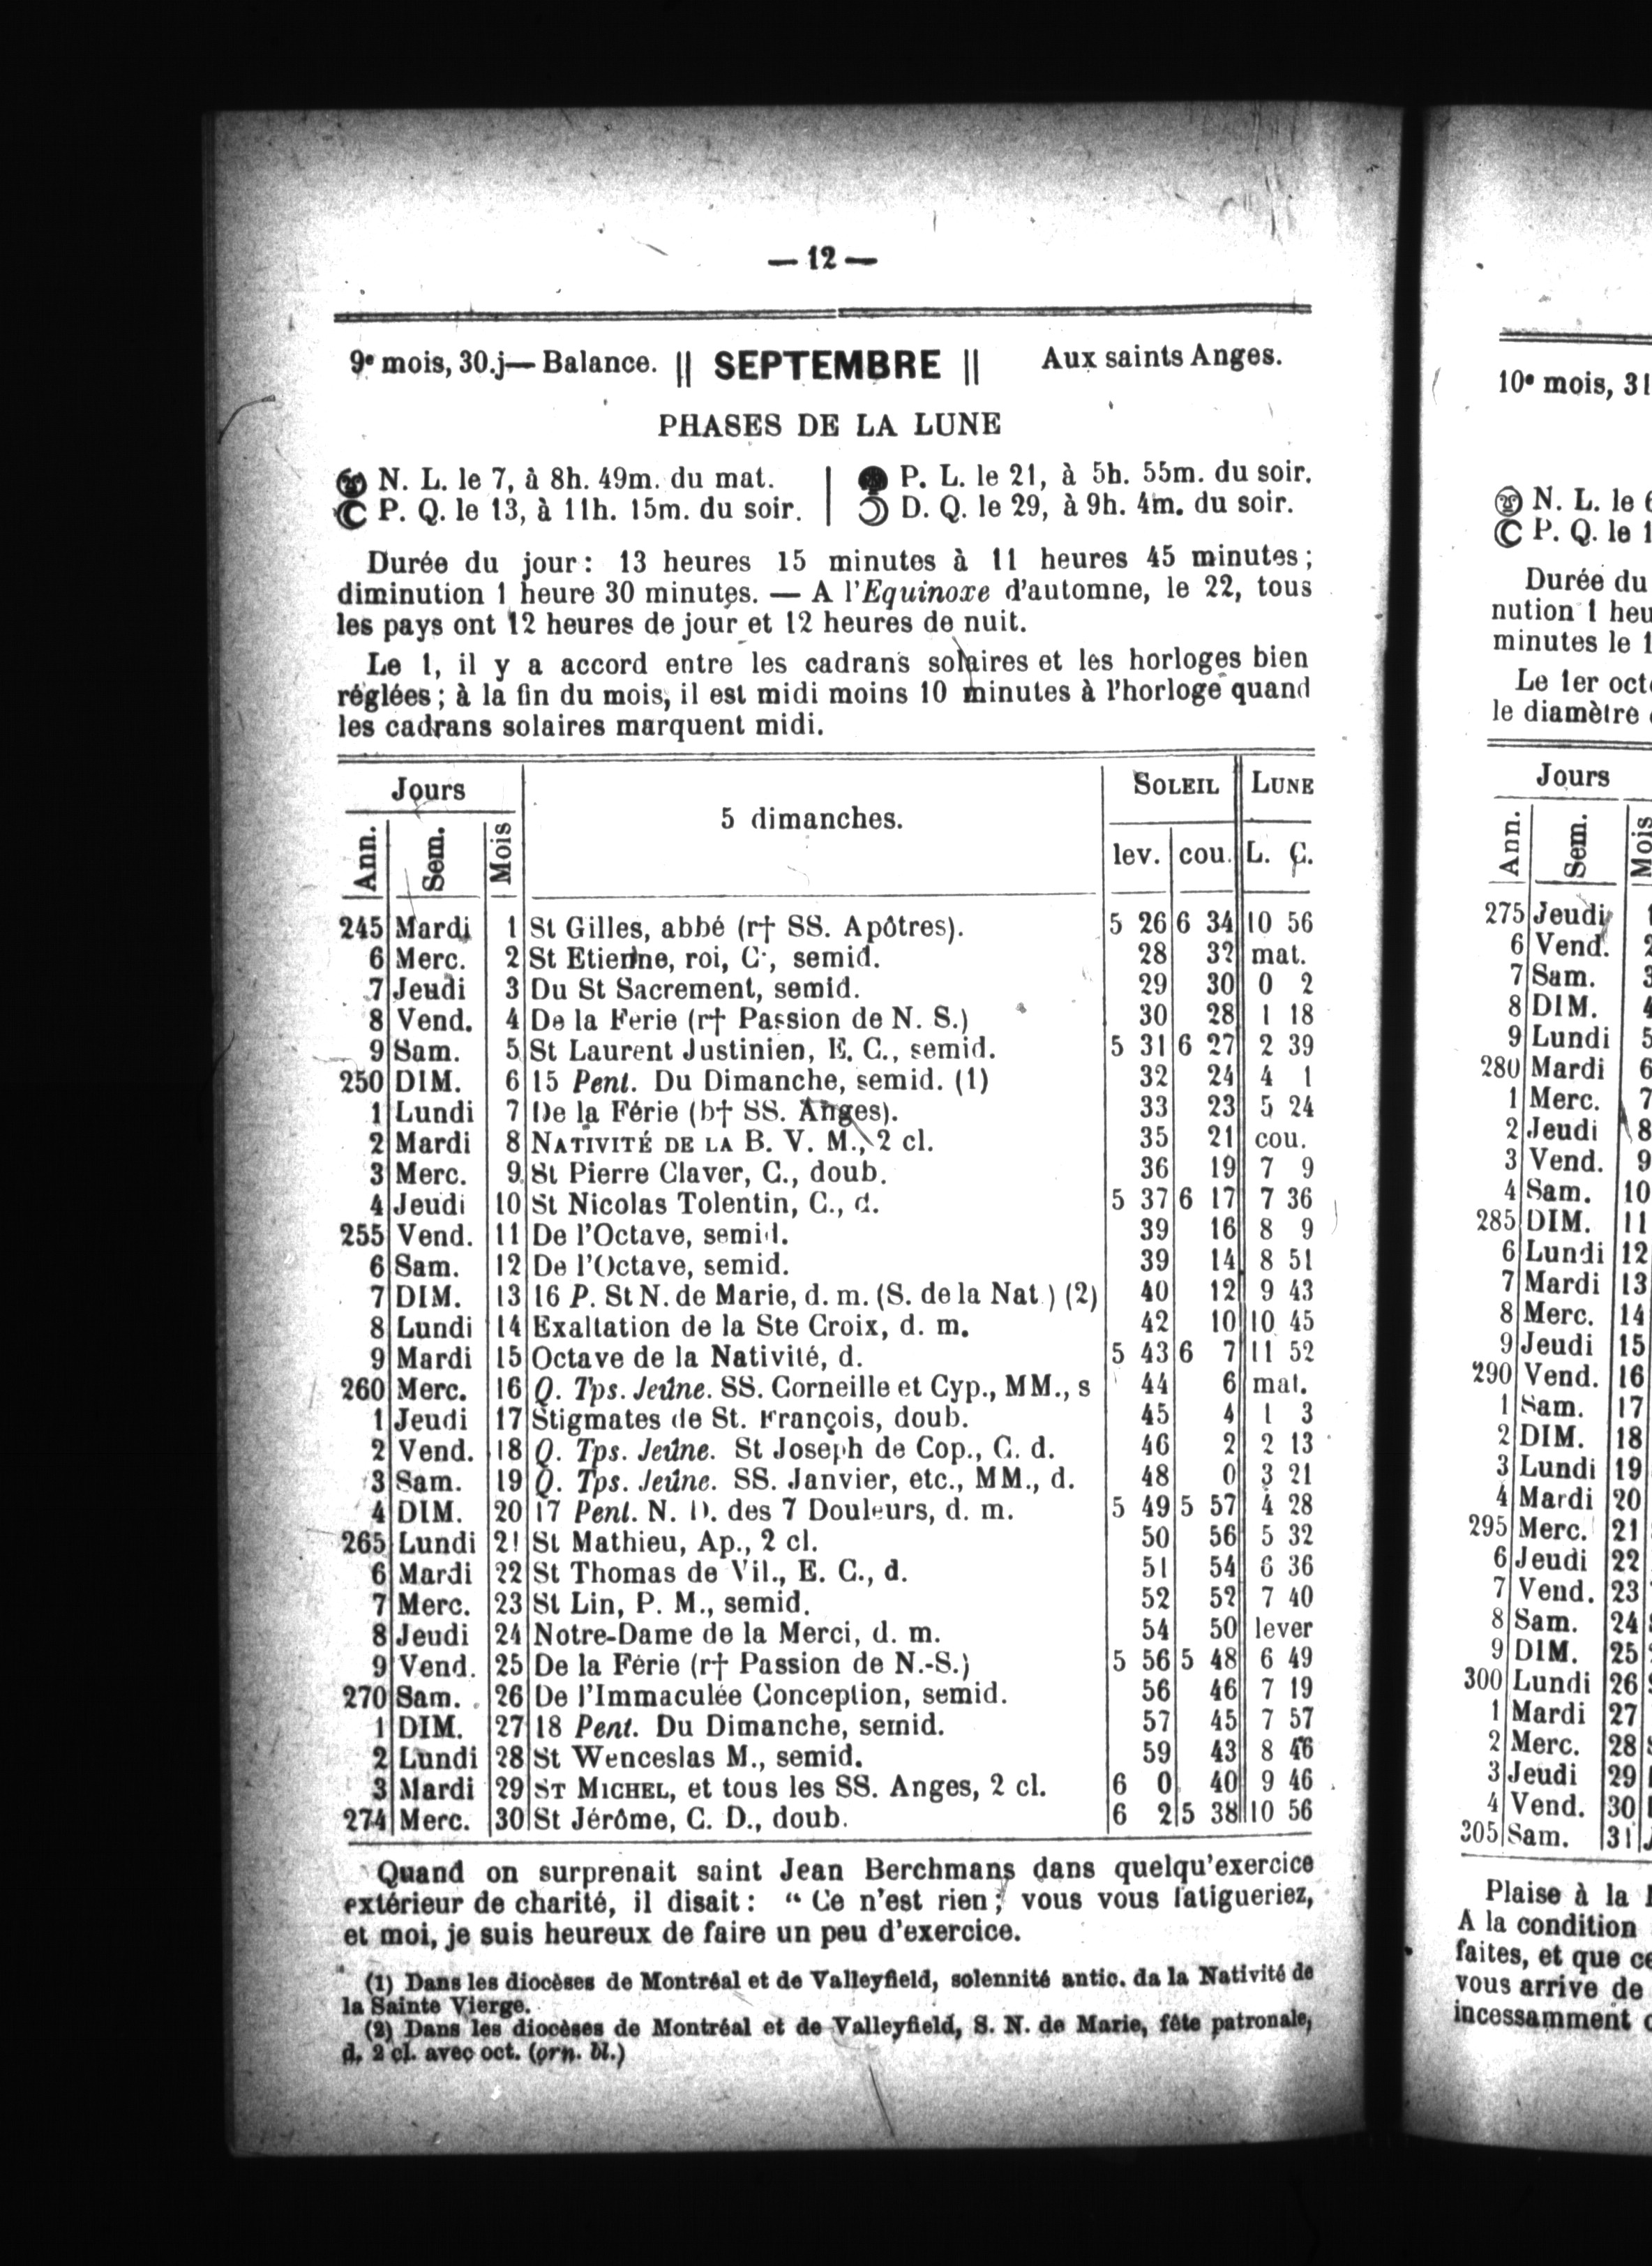 — 12 —
9e mois, 30.j— Balance. || SEPTEMBRE || Aux saints Anges.
PHASES DE LA LUNE
N. L. le 7, à 8h. 49m. du mat. | P. L. le 21, à 5h. 55m. du soir.
P. Q. le 13, à 11h. 15m. du soir. | D. Q. le 29, à 9h. 4m. du soir.
Durée du jour : 13 heures 15 minutes à 11 heures 45 minutes ;
diminution 1 heure 30 minutes. — A l'Equinoxe d'automne, le 22, tous
les pays ont 12 heures de jour et 12 heures de nuit.
Le 1, il y a accord entre les cadrans solaires et les horloges bien
réglées ; à la fin du mois, il est midi moins 10 minutes à l'horloge quand
les cadrans solaires marquent midi.
Jours | 5 dimanches. | SOLEIL | LUNE
Ann. | Sem. | Mois | lev. | cou. | L. C.
245 Mardi 1 St Gilles, abbé (r† SS. Apôtres). 5 26 6 34 10 56
6 Merc. 2 St Etienne, roi, C., semid. 28 32 mat.
7 Jeudi 3 Du St Sacrement, semid. 29 30 0 2
8 Vend. 4 De la Ferie (r† Passion de N. S.) 30 28 1 18
9 Sam. 5 St Laurent Justinien, E. C., semid. 5 31 6 27 2 39
250 DIM. 6 15 Pent. Du Dimanche, semid. (1) 32 24 4 1
1 Lundi 7 De la Férie (b† SS. Anges). 33 23 5 24
2 Mardi 8 NATIVITÉ DE LA B. V. M., 2 cl. 35 21 cou.
3 Merc. 9 St Pierre Claver, C., doub. 36 19 7 9
4 Jeudi 10 St Nicolas Tolentin, C., d. 5 37 6 17 7 36
255 Vend. 11 De l'Octave, semid. 39 16 8 9
6 Sam. 12 De l'Octave, semid. 39 14 8 51
7 DIM. 13 16 P. St N. de Marie, d. m. (S. de la Nat.) (2) 40 12 9 43
8 Lundi 14 Exaltation de la Ste Croix, d. m. 42 10 10 45
9 Mardi 15 Octave de la Nativité, d. 5 43 6 7 11 52
260 Merc. 16 Q. Tps. Jeûne. SS. Corneille et Cyp., MM., s 44 6 mat.
1 Jeudi 17 Stigmates de St. François, doub. 45 4 1 3
2 Vend. 18 Q. Tps. Jeûne. St Joseph de Cop., C. d. 46 2 2 13
3 Sam. 19 Q. Tps. Jeûne. SS. Janvier, etc., MM., d. 48 0 3 21
4 DIM. 20 17 Pent. N. D. des 7 Douleurs, d. m. 5 49 5 57 4 28
265 Lundi 21 St Mathieu, Ap., 2 cl. 50 56 5 32
6 Mardi 22 St Thomas de Vil., E. C., d. 51 54 6 36
7 Merc. 23 St Lin, P. M., semid. 52 52 7 40
8 Jeudi 24 Notre-Dame de la Merci, d. m. 54 50 lever
9 Vend. 25 De la Férie (r† Passion de N.-S.) 5 56 5 48 6 49
270 Sam. 26 De l'Immaculée Conception, semid. 56 46 7 19
1 DIM. 27 18 Pent. Du Dimanche, semid. 57 45 7 57
2 Lundi 28 St Wenceslas M., semid. 59 43 8 46
3 Mardi 29 ST MICHEL, et tous les SS. Anges, 2 cl. 6 0 40 9 46
274 Merc. 30 St Jérôme, C. D., doub. 6 2 5 38 10 56
Quand on surprenait saint Jean Berchmans dans quelqu'exercice
extérieur de charité, il disait : “ Ce n'est rien ; vous vous fatigueriez,
et moi, je suis heureux de faire un peu d'exercice.
(1) Dans les diocèses de Montréal et de Valleyfield, solennité antic. da la Nativité de
la Sainte Vierge.
(2) Dans les diocèses de Montréal et de Valleyfield, S. N. de Marie, fête patronale,
d. 2 cl. avec oct. (orn. bl.)
10e mois, 31
N. L. le 6
P. Q. le 1
Durée du
nution 1 heu
minutes le 1
Le 1er octo
le diamètre
Jours
Ann. | Sem. | Mois
275 Jeudi 1
6 Vend. 2
7 Sam. 3
8 DIM. 4
9 Lundi 5
280 Mardi 6
1 Merc. 7
2 Jeudi 8
3 Vend. 9
4 Sam. 10
285 DIM. 11
6 Lundi 12
7 Mardi 13
8 Merc. 14
9 Jeudi 15
290 Vend. 16
1 Sam. 17
2 DIM. 18
3 Lundi 19
4 Mardi 20
295 Merc. 21
6 Jeudi 22
7 Vend. 23
8 Sam. 24
9 DIM. 25
300 Lundi 26
1 Mardi 27
2 Merc. 28
3 Jeudi 29
4 Vend. 30
305 Sam. 31
Plaise à la
A la condition
faites, et que ce
vous arrive de
incessamment